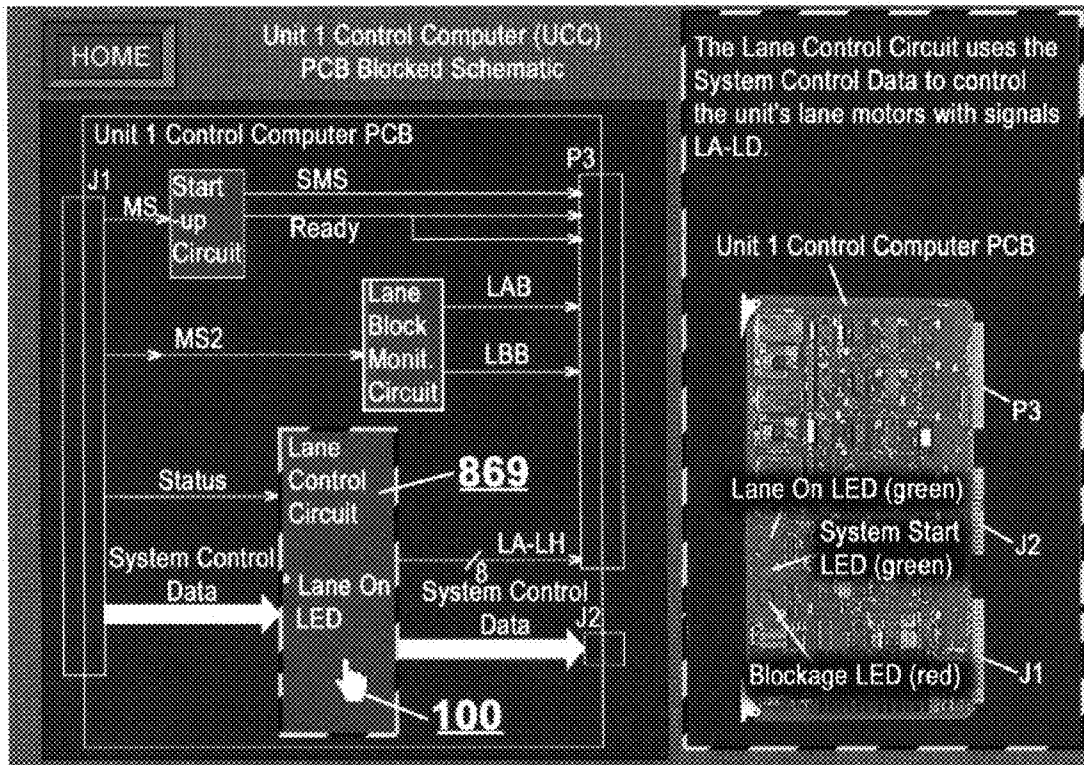 HOME
Unit 1 Control Computer (UCC)
PCB Blocked Schematic
Unit 1 Control Computer PCB
J1
P3
MS
Start
-up
Circuit
SMS
Ready
MS2
Lane
Block
Monit.
Circuit
LAB
LBB
Status
Lane
Control
Circuit
869
System Control
Data
Lane On
LED
LA-LH
8
System Control
Data
J2
100
The Lane Control Circuit uses the
System Control Data to control
the unit's lane motors with signals
LA-LD.
Unit 1 Control Computer PCB
P3
Lane On LED (green)
System Start
LED (green)
J2
Blockage LED (red)
J1